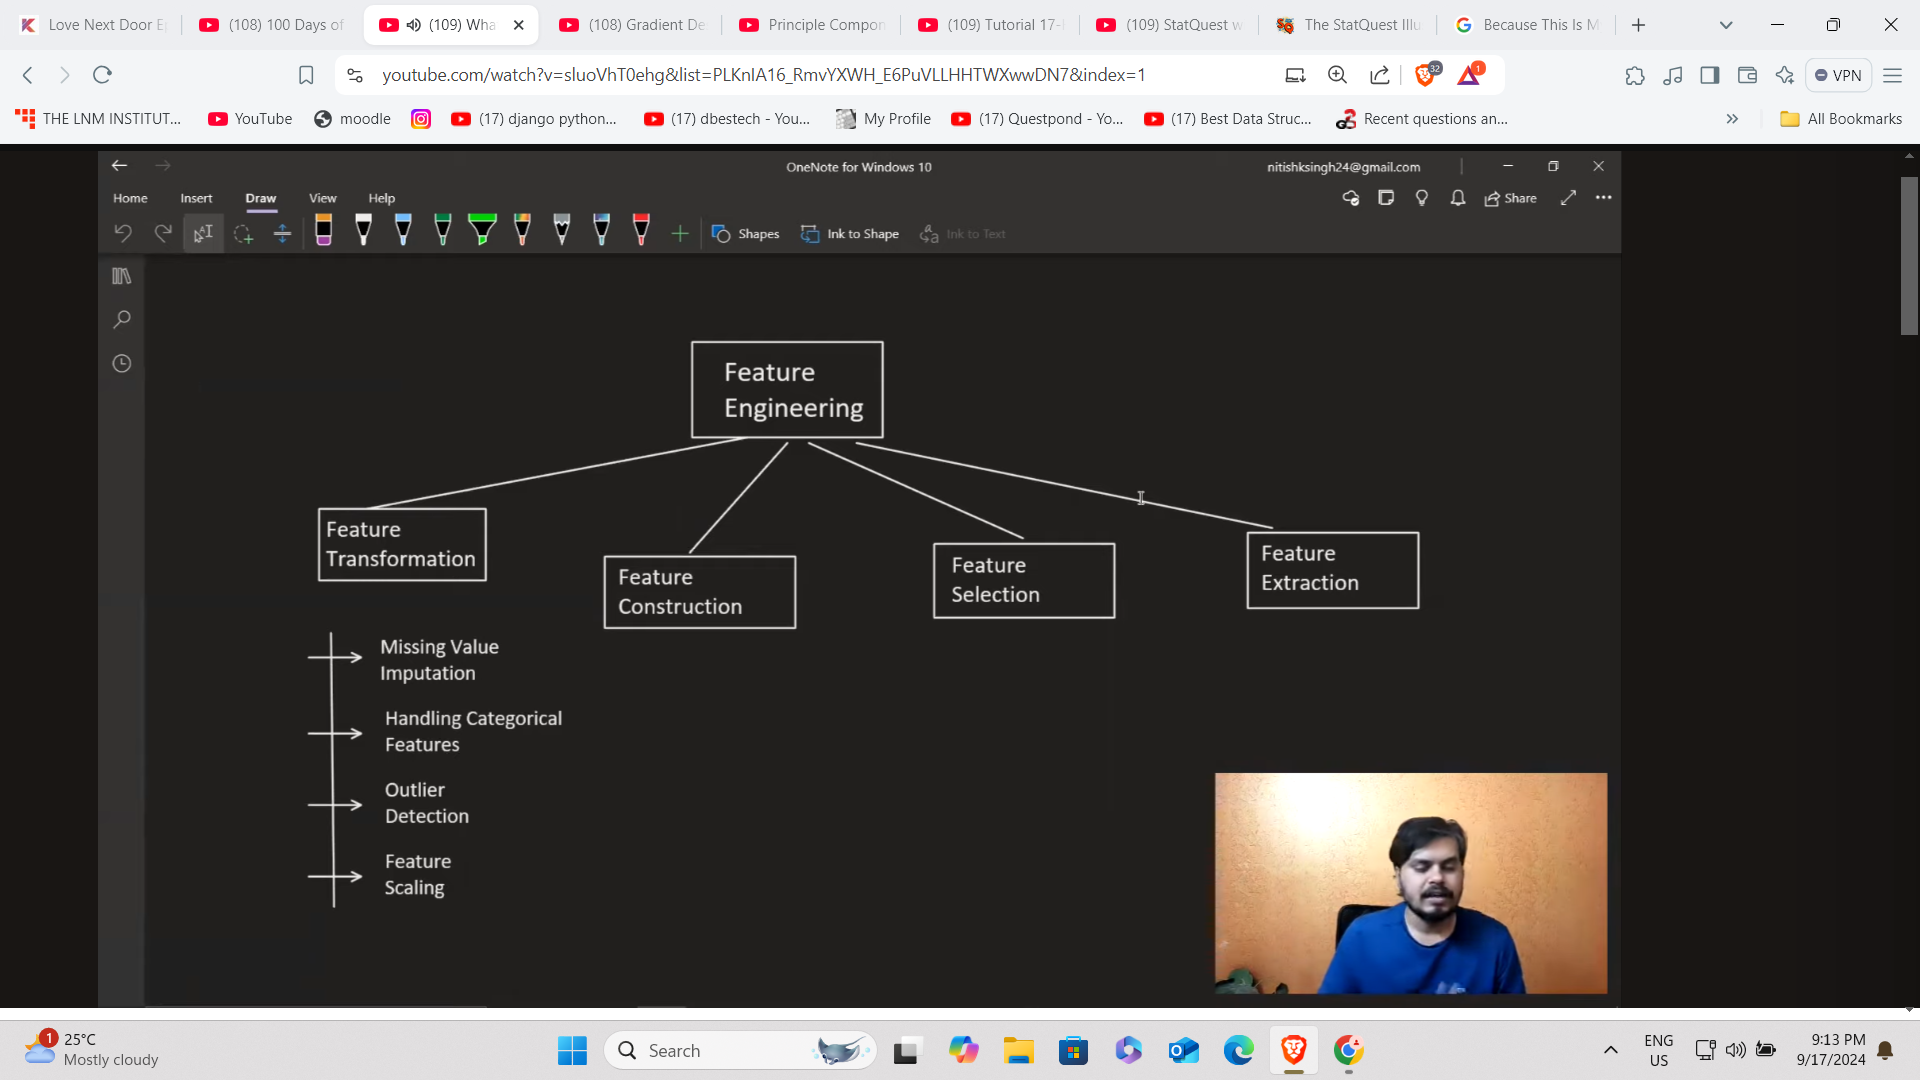 Love Next Door E
(108) 100 Days of
(109) Wha
(108) Gradient De
Principle Compon
(109) Tutorial 17-
(109) StatQuest w
The StatQuest Illu
Because This Is M
youtube.com/watch?v=sluoVhT0ehg&list=PLKnIA16_RmvYXWH_E6PuVLLHHTWXwwDN7&index=1
32
1
VPN
THE LNM INSTITUT...
YouTube
moodle
(17) django python...
(17) dbestech - You...
My Profile
(17) Questpond - Yo...
(17) Best Data Struc...
Recent questions an...
All Bookmarks
OneNote for Windows 10
nitishksingh24@gmail.com
Home
Insert
Draw
View
Help
Share
Shapes
Ink to Shape
Ink to Text
Feature
Engineering
Feature
Transformation
Feature
Construction
Feature
Selection
Feature
Extraction
Missing Value
Imputation
Handling Categorical
Features
Outlier
Detection
Feature
Scaling
1
25°C
Mostly cloudy
Search
ENG
US
9:13 PM
9/17/2024